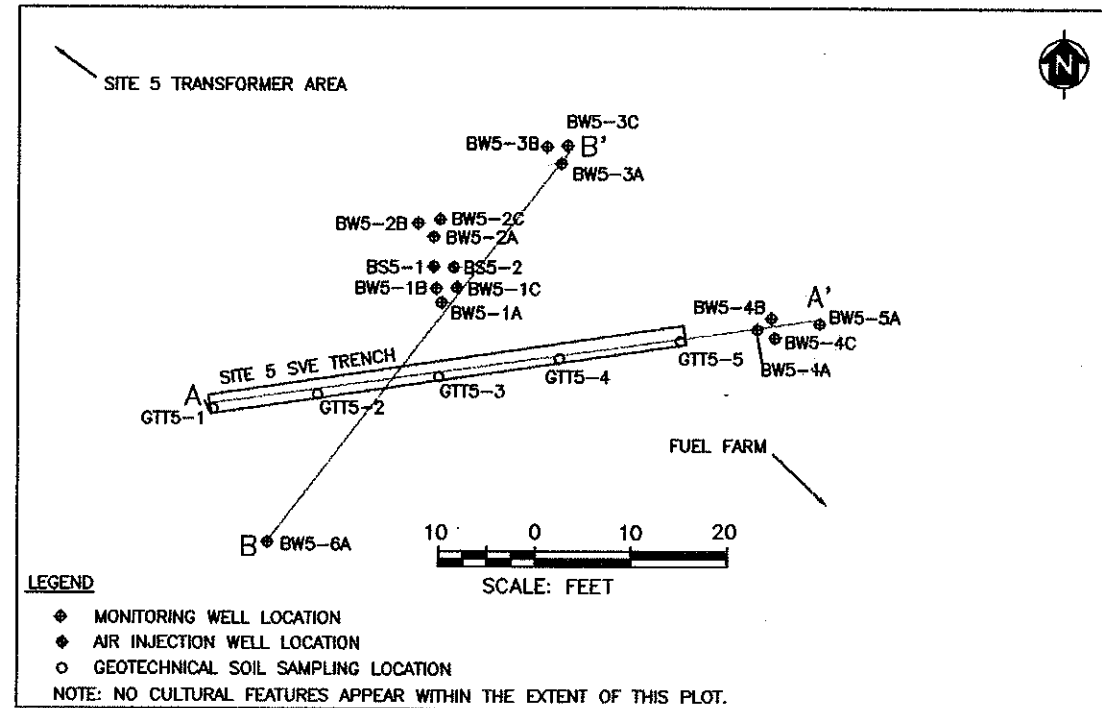 N
SITE 5 TRANSFORMER AREA
BW5-3C
BW5-3B
B'
BW5-3A
BW5-2C
BW5-2B
BW5-2A
BS5-1
BS5-2
BW5-1B
BW5-1C
BW5-1A
BW5-4B
A'
BW5-5A
BW5-4C
BW5-4A
SITE 5 SVE TRENCH
A
GTT5-5
GTT5-4
GTT5-3
GTT5-2
GTT5-1
FUEL FARM
B
BW5-6A
10 0 10 20
SCALE: FEET
LEGEND
MONITORING WELL LOCATION
AIR INJECTION WELL LOCATION
GEOTECHNICAL SOIL SAMPLING LOCATION
NOTE: NO CULTURAL FEATURES APPEAR WITHIN THE EXTENT OF THIS PLOT.